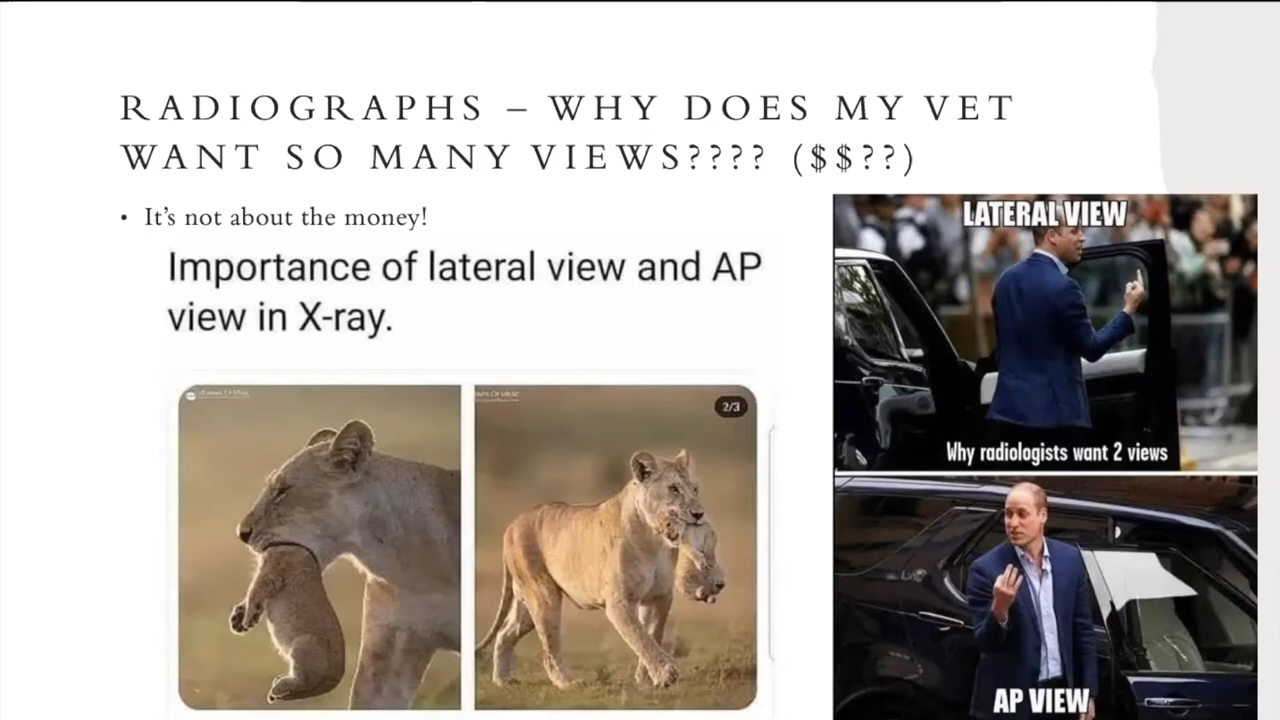 RADIOGRAPHS – WHY DOES MY VET
WANT SO MANY VIEWS???? ($$??)
• It's not about the money!
Importance of lateral view and AP
view in X-ray.
2/3
LATERAL VIEW
Why radiologists want 2 views
AP VIEW